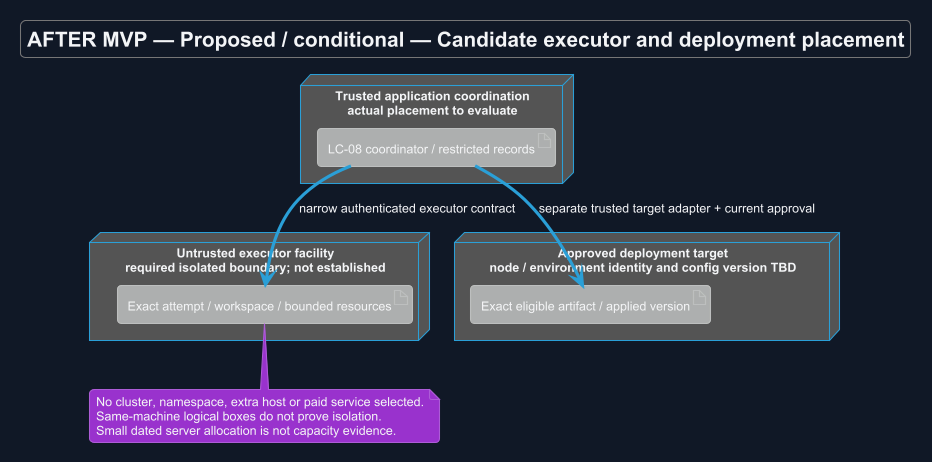 AFTER MVP — Proposed / conditional — Candidate executor and deployment placement
Trusted application coordination
actual placement to evaluate
LC-08 coordinator / restricted records
narrow authenticated executor contract
separate trusted target adapter + current approval
Untrusted executor facility
required isolated boundary; not established
Exact attempt / workspace / bounded resources
Approved deployment target
node / environment identity and config version TBD
Exact eligible artifact / applied version
No cluster, namespace, extra host or paid service selected.
Same-machine logical boxes do not prove isolation.
Small dated server allocation is not capacity evidence.